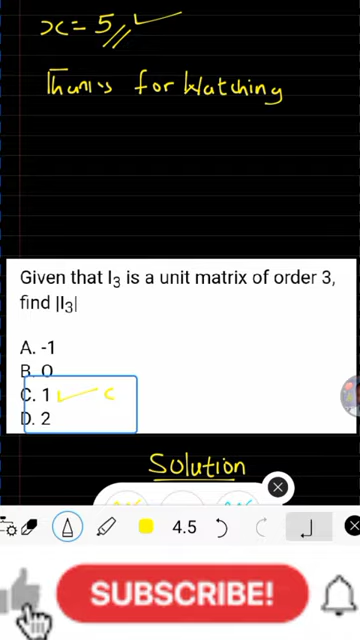 x = 5
Thanks for Watching
Given that I₃ is a unit matrix of order 3,
find |I₃|
A. -1
B. 0
C. 1 ✓ C
D. 2
Solution
4.5
SUBSCRIBE!